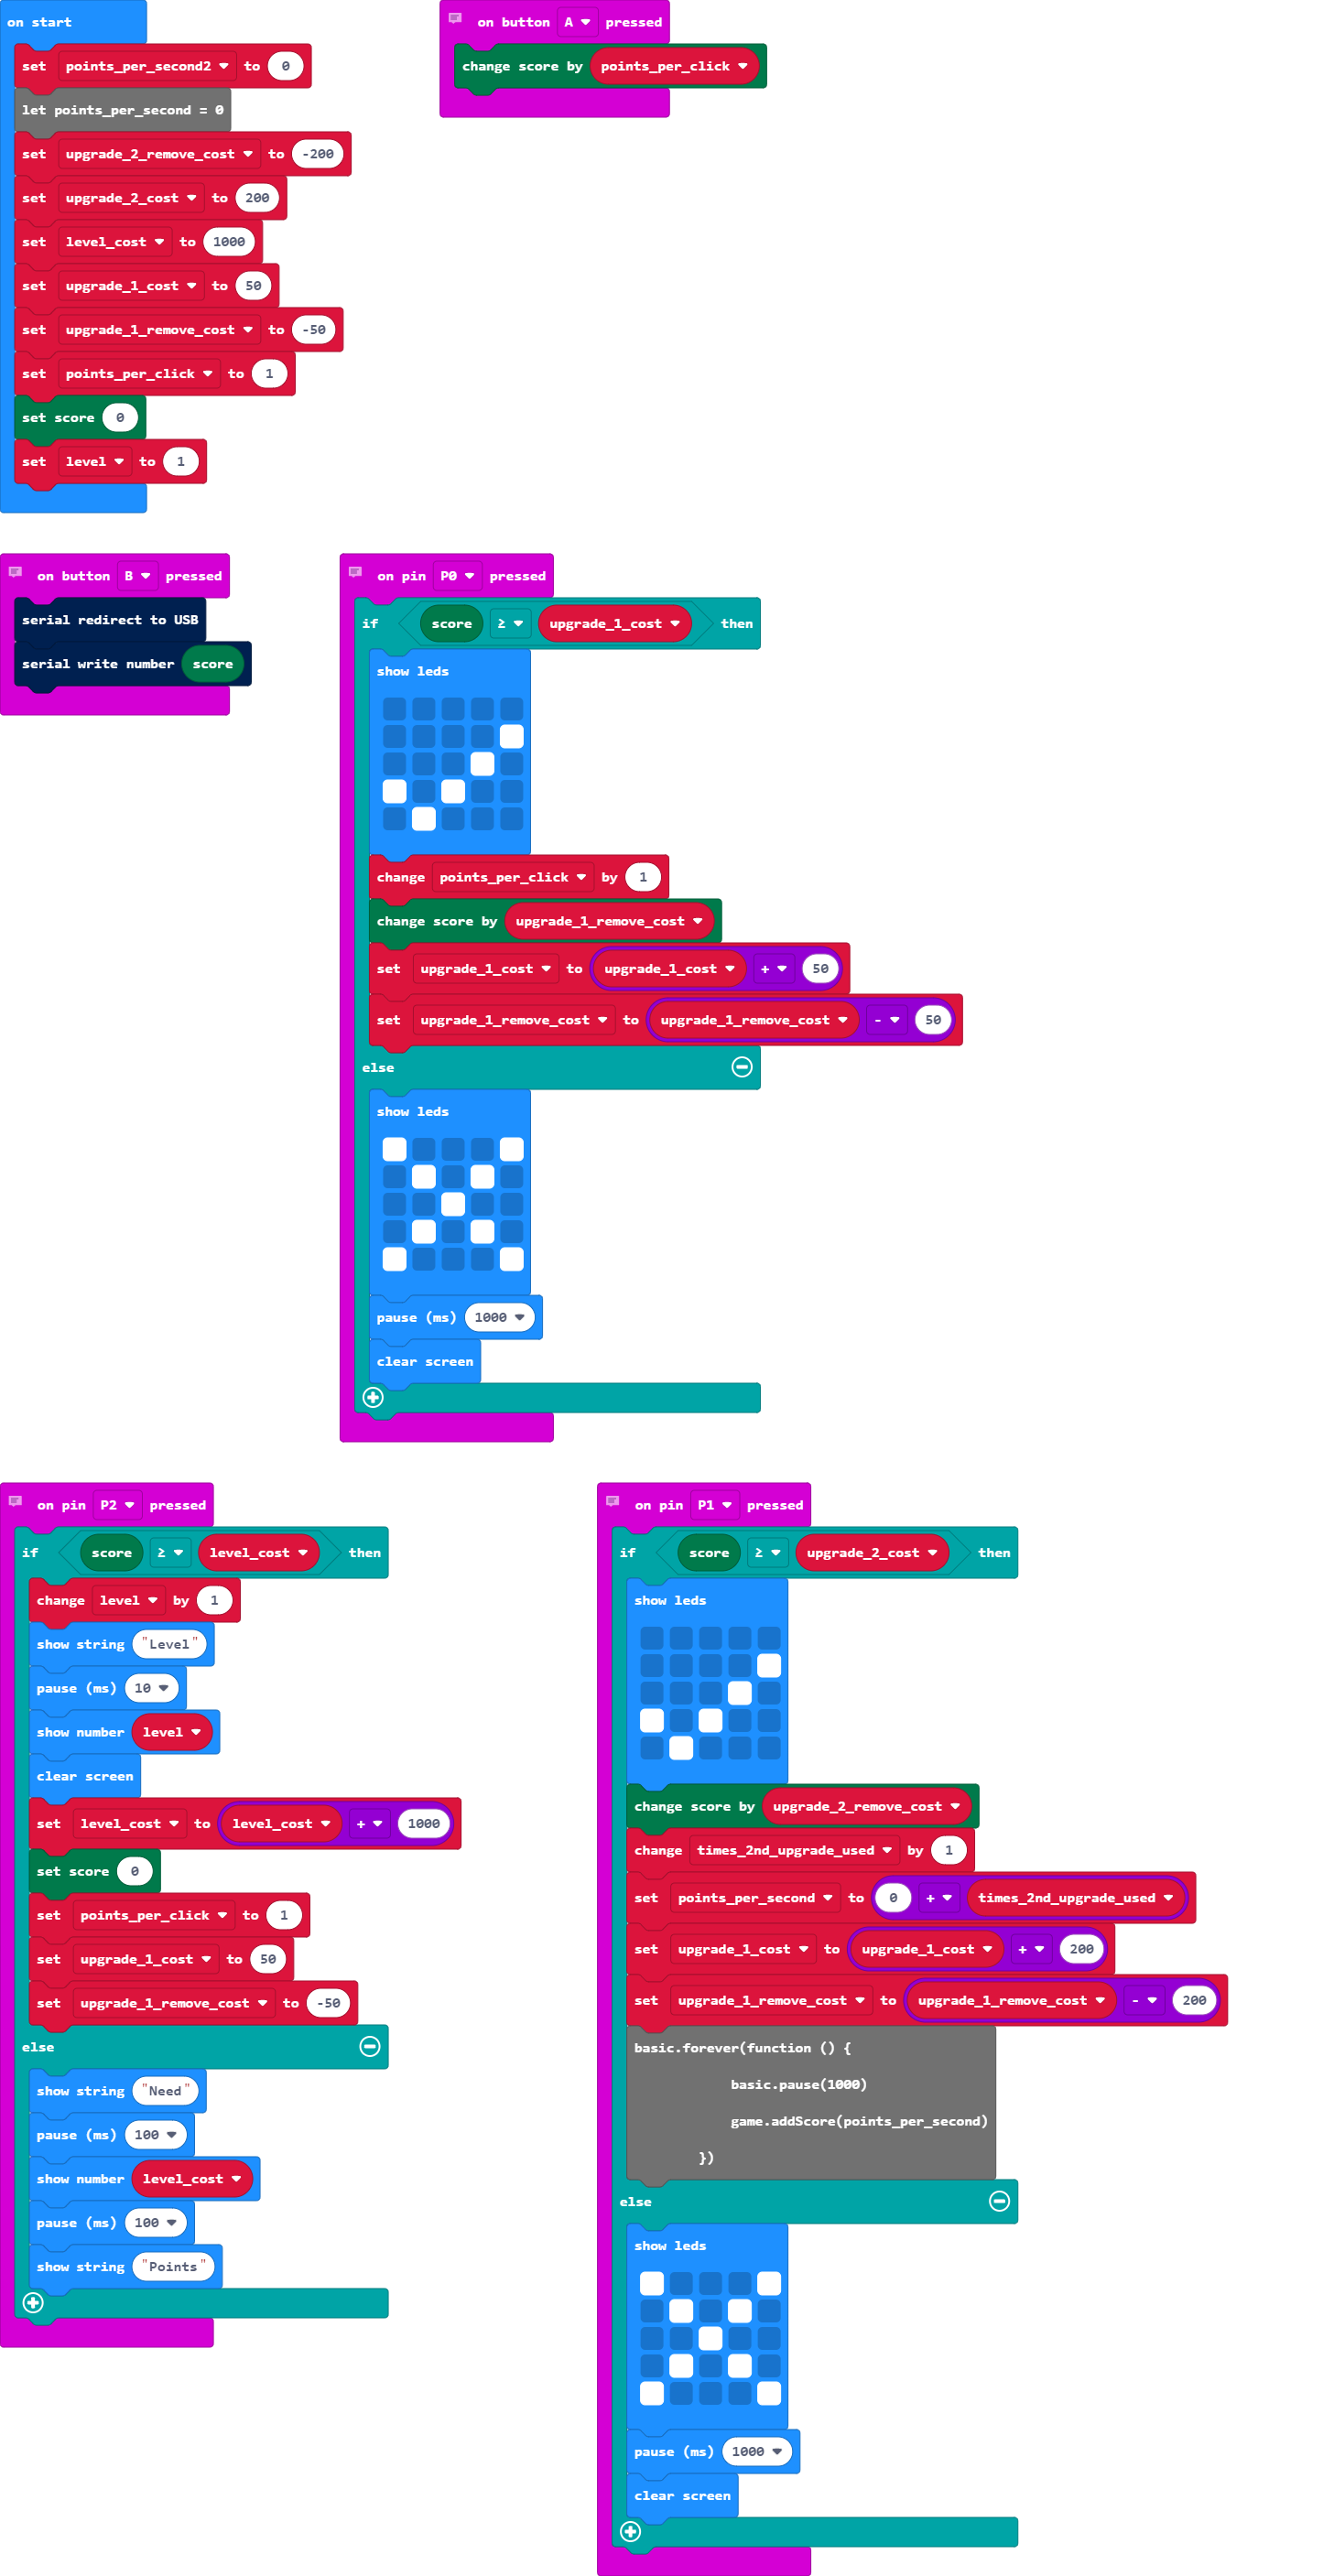 on start
set points_per_second2 to 0
let points_per_second = 0
set upgrade_2_remove_cost to -200
set upgrade_2_cost to 200
set level_cost to 1000
set upgrade_1_cost to 50
set upgrade_1_remove_cost to -50
set points_per_click to 1
set score 0
set level to 1
on button A pressed
change score by points_per_click
on button B pressed
serial redirect to USB
serial write number score
on pin P0 pressed
if score ≥ upgrade_1_cost then
show leds
change points_per_click by 1
change score by upgrade_1_remove_cost
set upgrade_1_cost to upgrade_1_cost + 50
set upgrade_1_remove_cost to upgrade_1_remove_cost - 50
else
show leds
pause (ms) 1000
clear screen
on pin P2 pressed
if score ≥ level_cost then
change level by 1
show string "Level"
pause (ms) 10
show number level
clear screen
set level_cost to level_cost + 1000
set score 0
set points_per_click to 1
set upgrade_1_cost to 50
set upgrade_1_remove_cost to -50
else
show string "Need"
pause (ms) 100
show number level_cost
pause (ms) 100
show string "Points"
on pin P1 pressed
if score ≥ upgrade_2_cost then
show leds
change score by upgrade_2_remove_cost
change times_2nd_upgrade_used by 1
set points_per_second to 0 + times_2nd_upgrade_used
set upgrade_1_cost to upgrade_1_cost + 200
set upgrade_1_remove_cost to upgrade_1_remove_cost - 200
basic.forever(function () {
basic.pause(1000)
game.addScore(points_per_second)
})
else
show leds
pause (ms) 1000
clear screen